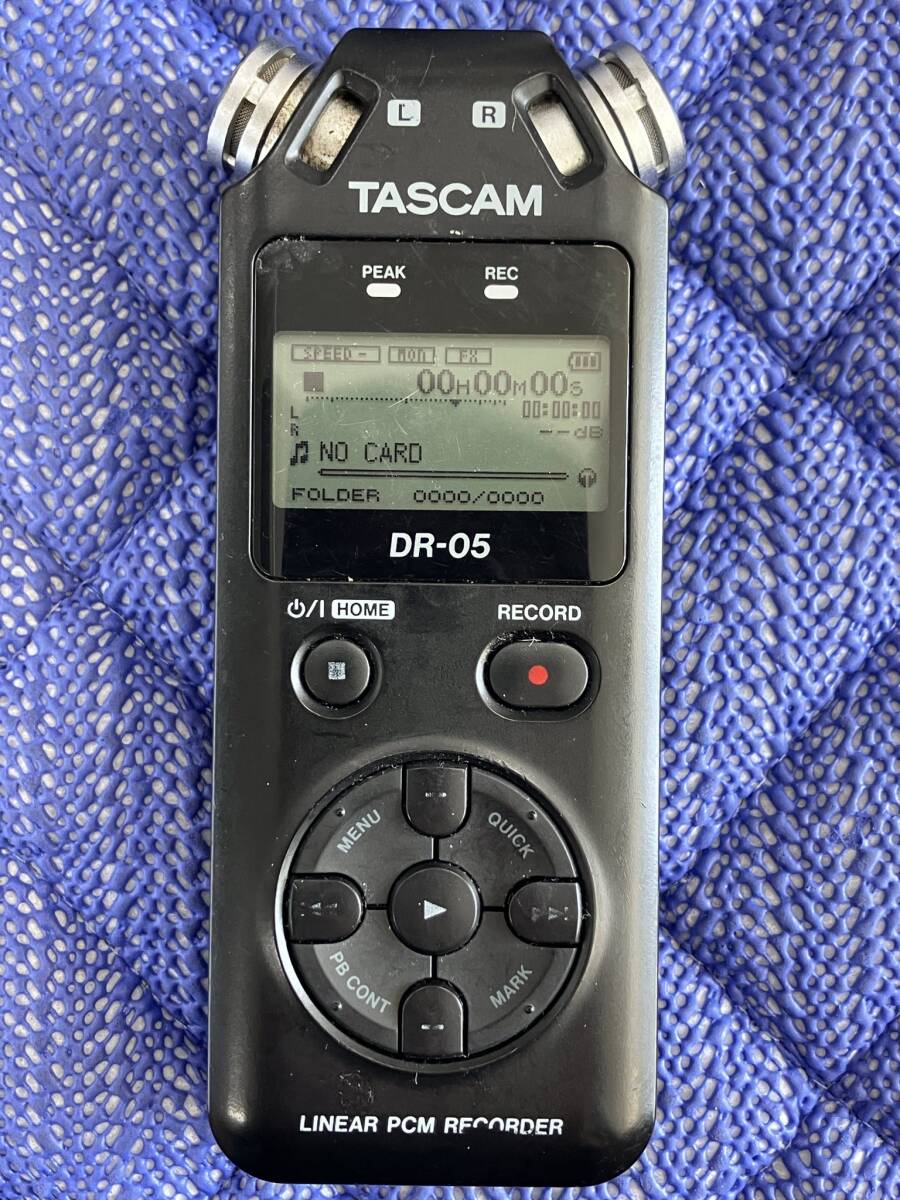 L R
TASCAM
PEAK REC
SPEED- MON FX
00H00M00S
L 00:00:00
R --dB
NO CARD
FOLDER 0000/0000
DR-05
/I HOME RECORD
MENU QUICK
PB CONT MARK
LINEAR PCM RECORDER